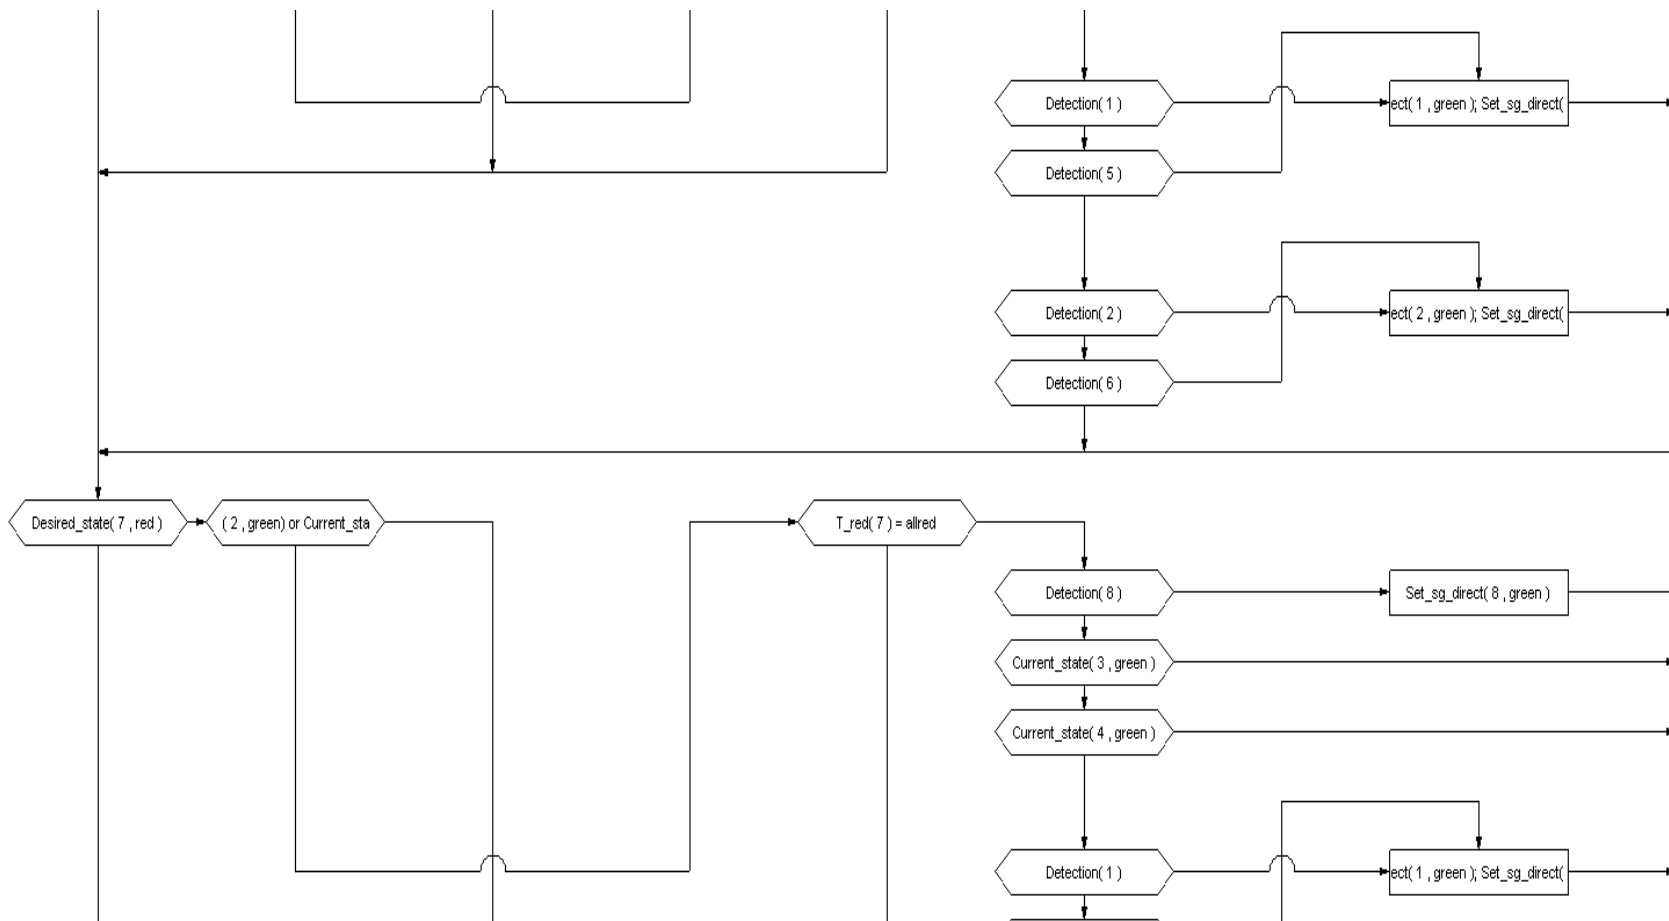 Detection( 1 )
ect( 1 , green ); Set_sg_direct(
Detection( 5 )
Detection( 2 )
ect( 2 , green ); Set_sg_direct(
Detection( 6 )
Desired_state( 7 , red )
( 2 , green) or Current_sta
T_red( 7 ) = allred
Detection( 8 )
Set_sg_direct( 8 , green )
Current_state( 3 , green )
Current_state( 4 , green )
Detection( 1 )
ect( 1 , green ); Set_sg_direct(